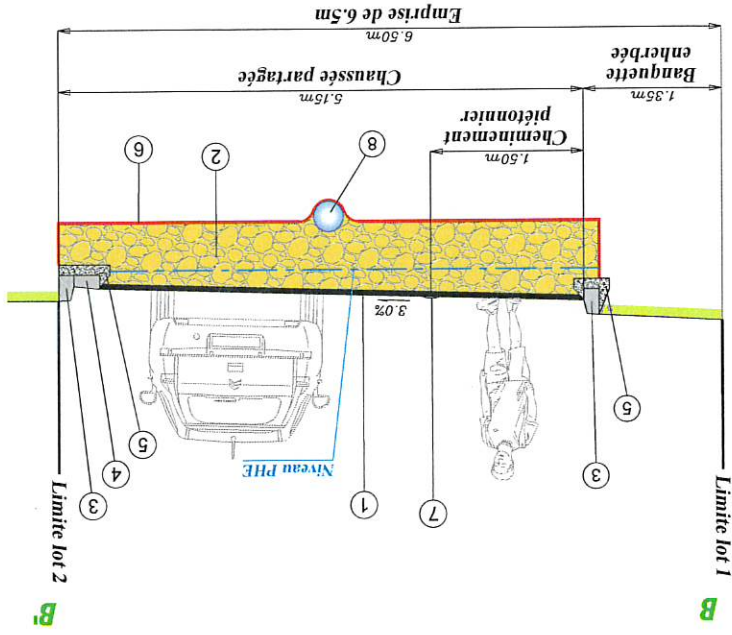 B
B'
Limite lot 1
Limite lot 2
7
1
3
3
Niveau PHE
4
5
5
3.0%
8
2
6
1.50m
Cheminement
piétonnier
1.35m
Banquette
enherbée
5.15m
Chaussée partagée
6.50m
Emprise de 6.5m